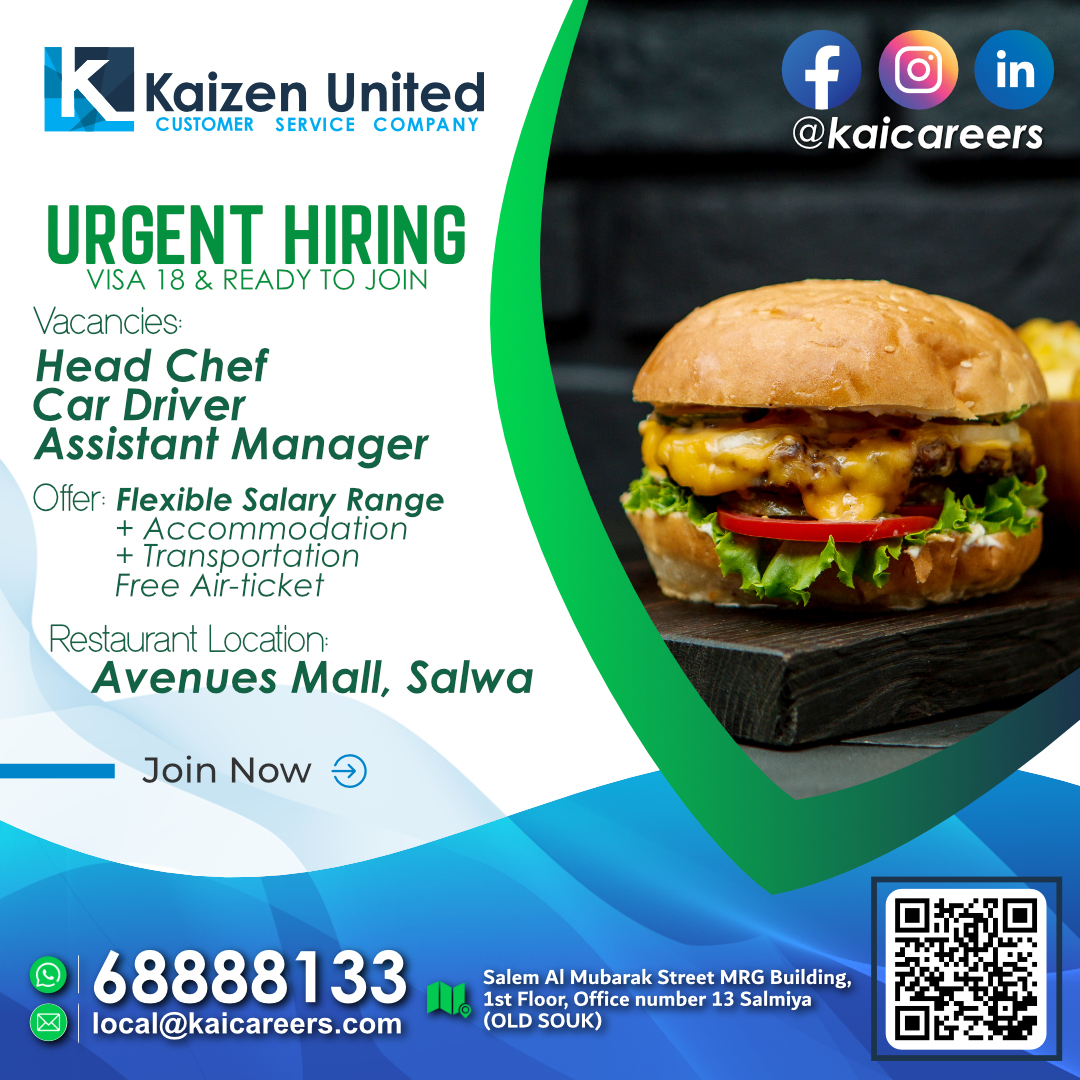 K Kaizen United
CUSTOMER SERVICE COMPANY
@kaicareers
URGENT HIRING
VISA 18 & READY TO JOIN
Vacancies:
Head Chef
Car Driver
Assistant Manager
Offer: Flexible Salary Range
+ Accommodation
+ Transportation
Free Air-ticket
Restaurant Location:
Avenues Mall, Salwa
Join Now
68888133
local@kaicareers.com
Salem Al Mubarak Street MRG Building,
1st Floor, Office number 13 Salmiya
(OLD SOUK)